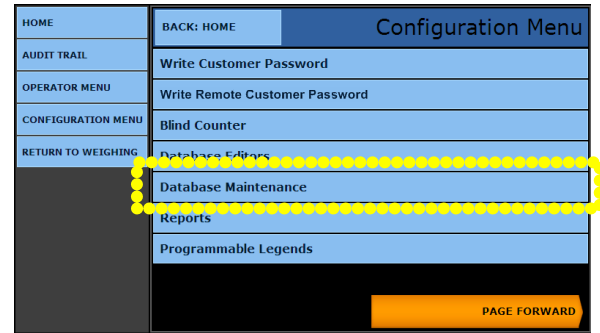 HOME
AUDIT TRAIL
OPERATOR MENU
CONFIGURATION MENU
RETURN TO WEIGHING
BACK: HOME
Configuration Menu
Write Customer Password
Write Remote Customer Password
Blind Counter
Database Editors
Database Maintenance
Reports
Programmable Legends
PAGE FORWARD